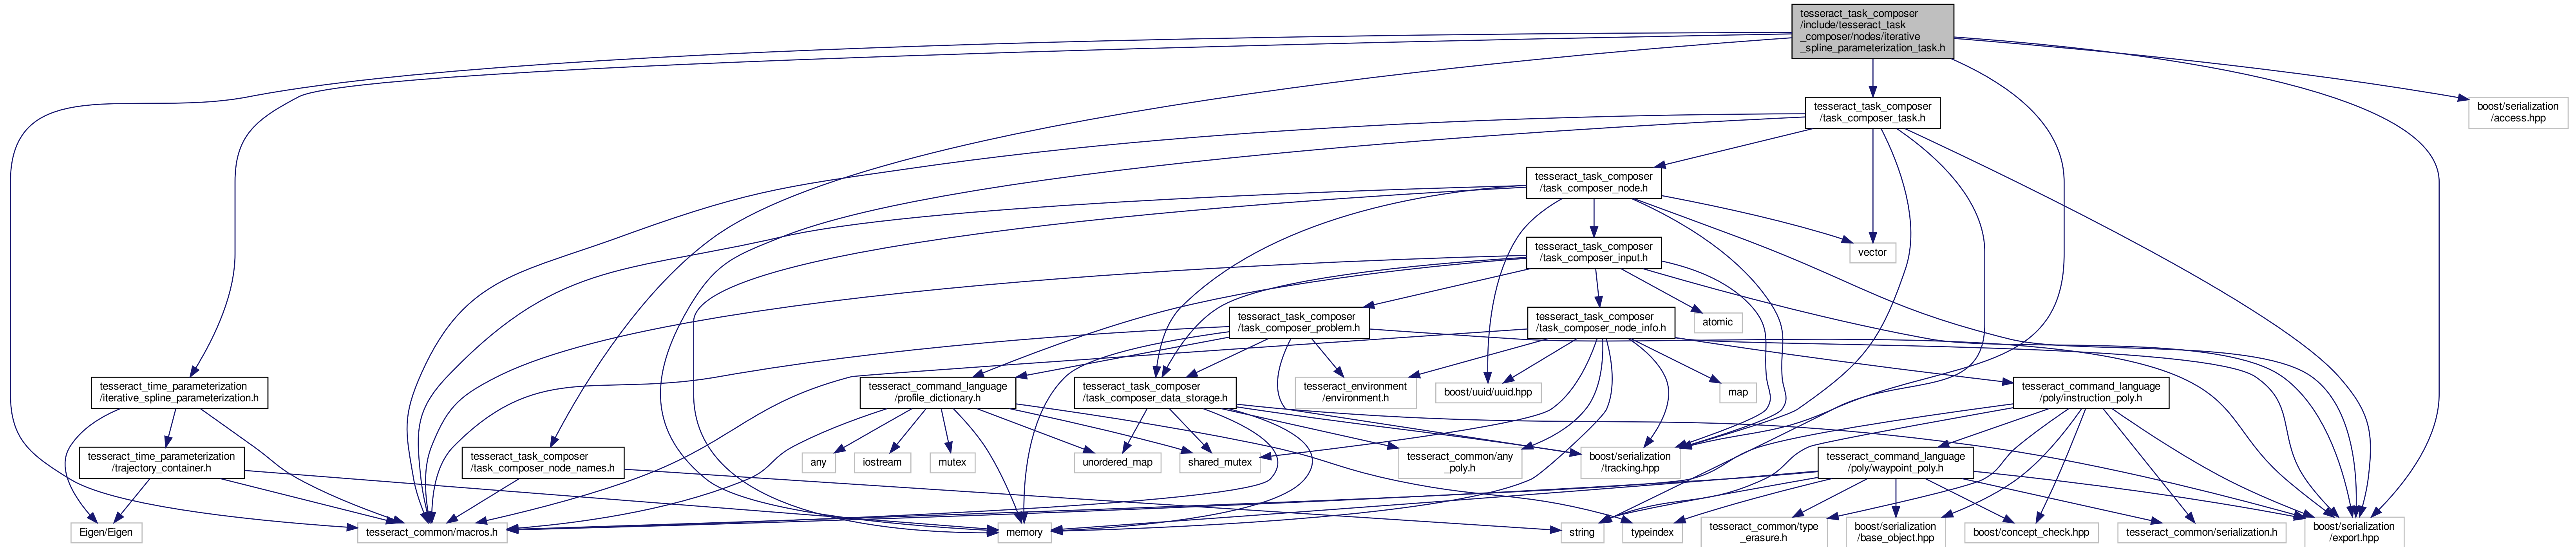 tesseract_task_composer
/include/tesseract_task
_composer/nodes/iterative
_spline_parameterization_task.h
boost/serialization
/access.hpp
tesseract_task_composer
/task_composer_task.h
tesseract_task_composer
/task_composer_node.h
tesseract_task_composer
/task_composer_input.h
vector
tesseract_task_composer
/task_composer_problem.h
tesseract_task_composer
/task_composer_node_info.h
atomic
tesseract_time_parameterization
/iterative_spline_parameterization.h
tesseract_command_language
/profile_dictionary.h
tesseract_task_composer
/task_composer_data_storage.h
tesseract_environment
/environment.h
boost/uuid/uuid.hpp
map
tesseract_command_language
/poly/instruction_poly.h
tesseract_time_parameterization
/trajectory_container.h
tesseract_task_composer
/task_composer_node_names.h
any
iostream
mutex
unordered_map
shared_mutex
tesseract_common/any
_poly.h
boost/serialization
/tracking.hpp
tesseract_command_language
/poly/waypoint_poly.h
Eigen/Eigen
tesseract_common/macros.h
memory
string
typeindex
tesseract_common/type
_erasure.h
boost/serialization
/base_object.hpp
boost/concept_check.hpp
tesseract_common/serialization.h
boost/serialization
/export.hpp